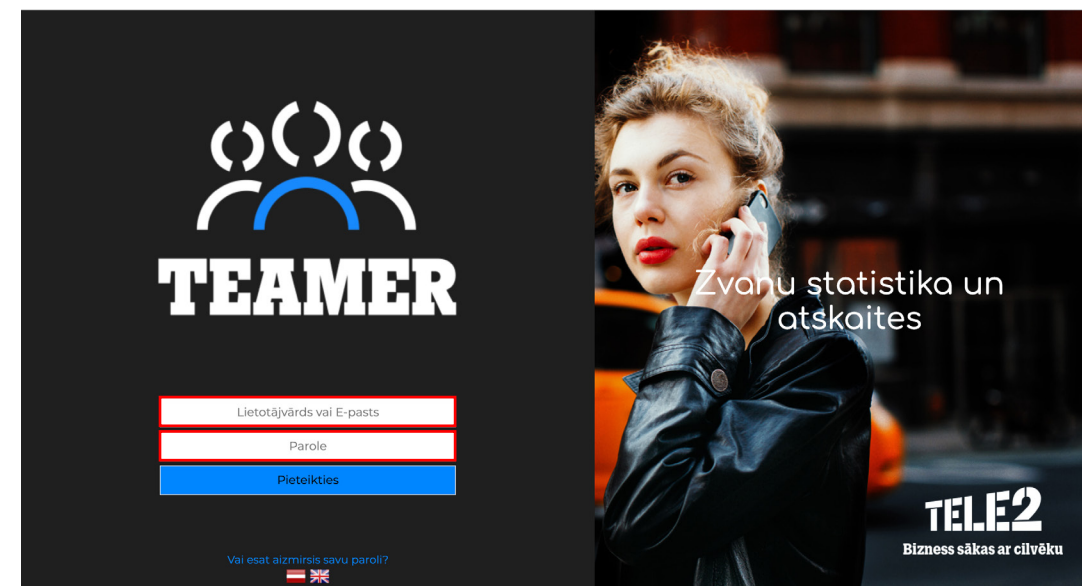 TEAMER
Lietotājvārds vai E-pasts
Parole
Pieteikties
Vai esat aizmirsis savu paroli?
Zvanu statistika un
atskaites
TELE2
Bizness sākas ar cilvēku